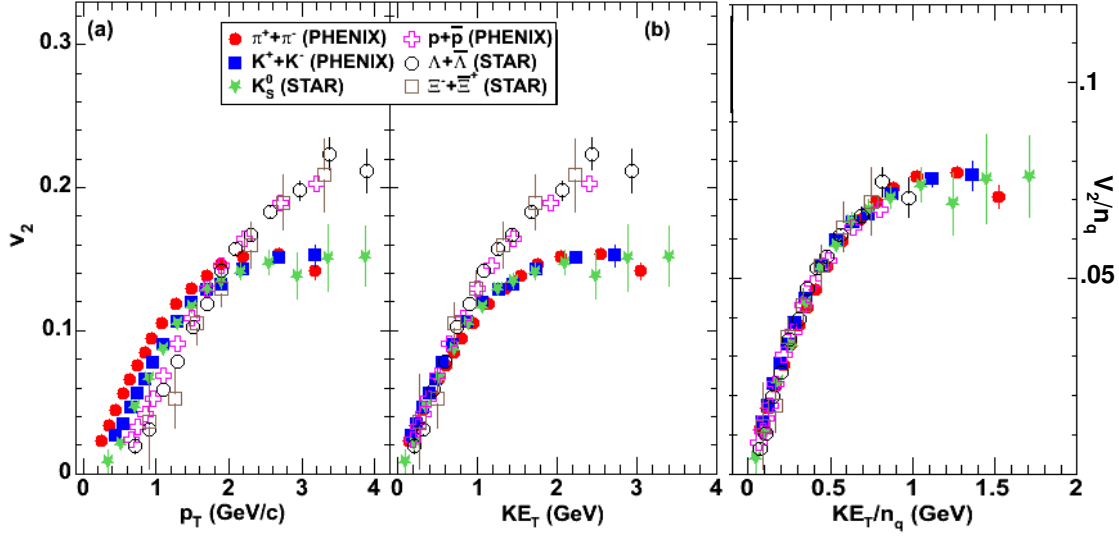 (a)
(b)
π⁺+π⁻ (PHENIX)
K⁺+K⁻ (PHENIX)
K⁰_S (STAR)
p+p̅ (PHENIX)
Λ+Λ̅ (STAR)
Ξ⁻+Ξ̅⁺ (STAR)
0.3
0.2
0.1
0
V₂
0 1 2 3 4
p_T (GeV/c)
0 1 2 3 4
KE_T (GeV)
0 0.5 1 1.5 2
KE_T/n_q (GeV)
.1
.05
V₂/n_q